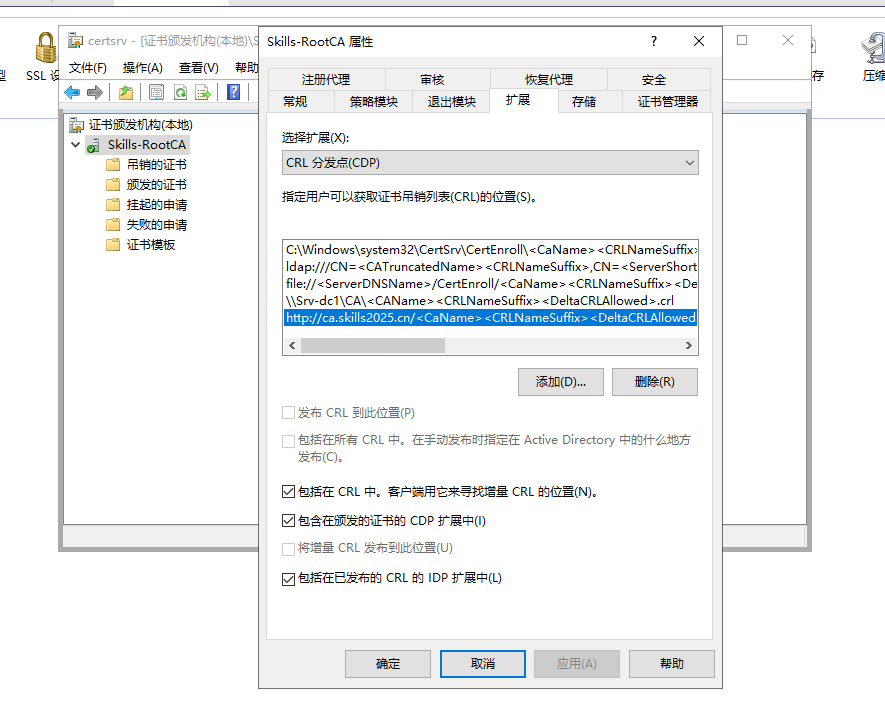 certsrv - [证书颁发机构(本地)\S
Skills-RootCA 属性
?
型
SSL 设
存
压缩
文件(F) 操作(A) 查看(V) 帮助
证书颁发机构(本地)
Skills-RootCA
吊销的证书
颁发的证书
挂起的申请
失败的申请
证书模板
注册代理 审核 恢复代理 安全
常规 策略模块 退出模块 扩展 存储 证书管理器
选择扩展(X):
CRL 分发点(CDP)
指定用户可以获取证书吊销列表(CRL)的位置(S)。
C:\Windows\system32\CertSrv\CertEnroll\<CaName><CRLNameSuffix>
ldap:///CN=<CATruncatedName><CRLNameSuffix>,CN=<ServerShort
file://<ServerDNSName>/CertEnroll/<CaName><CRLNameSuffix><De
\\Srv-dc1\CA\<CAName><CRLNameSuffix><DeltaCRLAllowed>.crl
http://ca.skills2025.cn/<CaName><CRLNameSuffix><DeltaCRLAllowed
添加(D)... 删除(R)
发布 CRL 到此位置(P)
包括在所有 CRL 中。在手动发布时指定在 Active Directory 中的什么地方
发布(C)。
包括在 CRL 中。客户端用它来寻找增量 CRL 的位置(N)。
包含在颁发的证书的 CDP 扩展中(I)
将增量 CRL 发布到此位置(U)
包括在已发布的 CRL 的 IDP 扩展中(L)
确定 取消 应用(A) 帮助